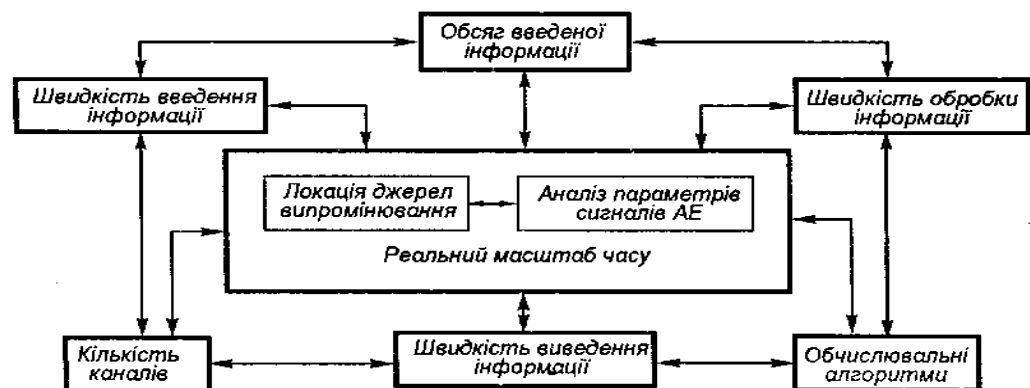 Обсяг введеної
інформації
Швидкість введення
інформації
Швидкість обробки
інформації
Локація джерел
випромінювання
Аналіз параметрів
сигналів АЕ
Реальний масштаб часу
Кількість
каналів
Швидкість виведення
інформації
Обчислювальні
алгоритми